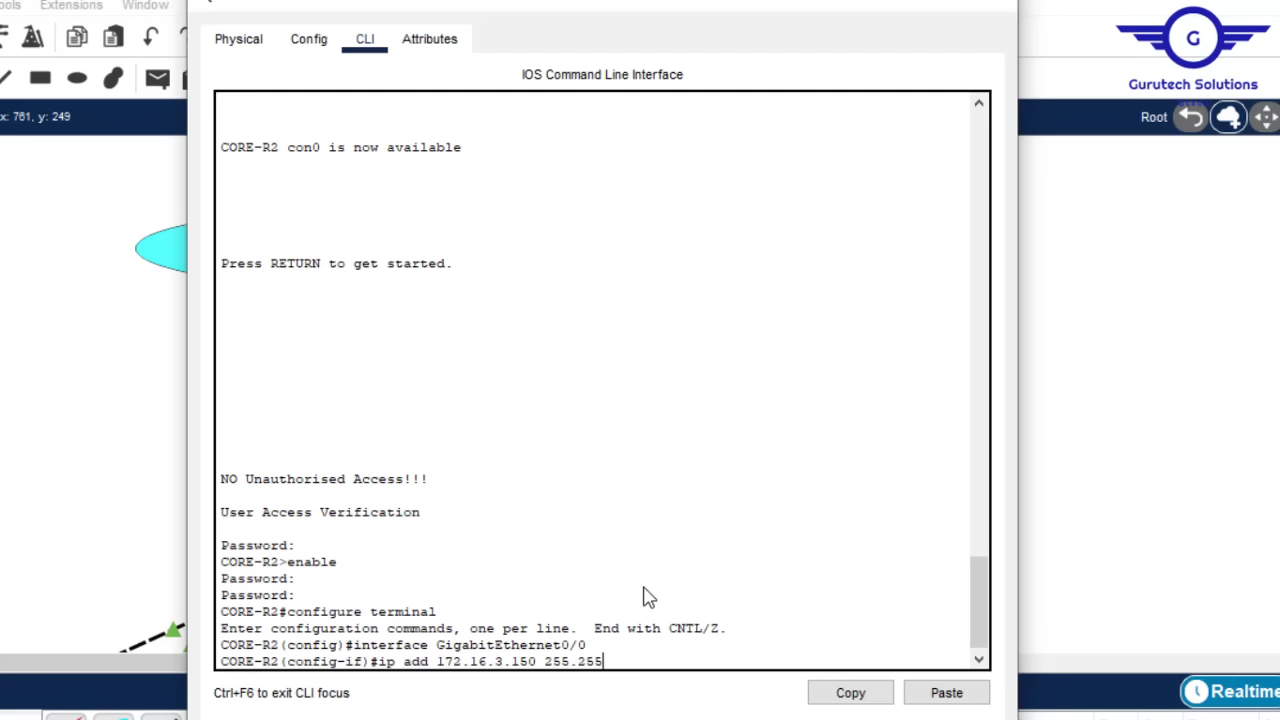 Extensions Window
G
Gurutech Solutions
x: 761, y: 249
Root
Physical Config CLI Attributes
IOS Command Line Interface
CORE-R2 con0 is now available
Press RETURN to get started.
NO Unauthorised Access!!!
User Access Verification
Password:
CORE-R2>enable
Password:
Password:
CORE-R2#configure terminal
Enter configuration commands, one per line. End with CNTL/Z.
CORE-R2(config)#interface GigabitEthernet0/0
CORE-R2(config-if)#ip add 172.16.3.150 255.255
Ctrl+F6 to exit CLI focus
Copy Paste
Realtime